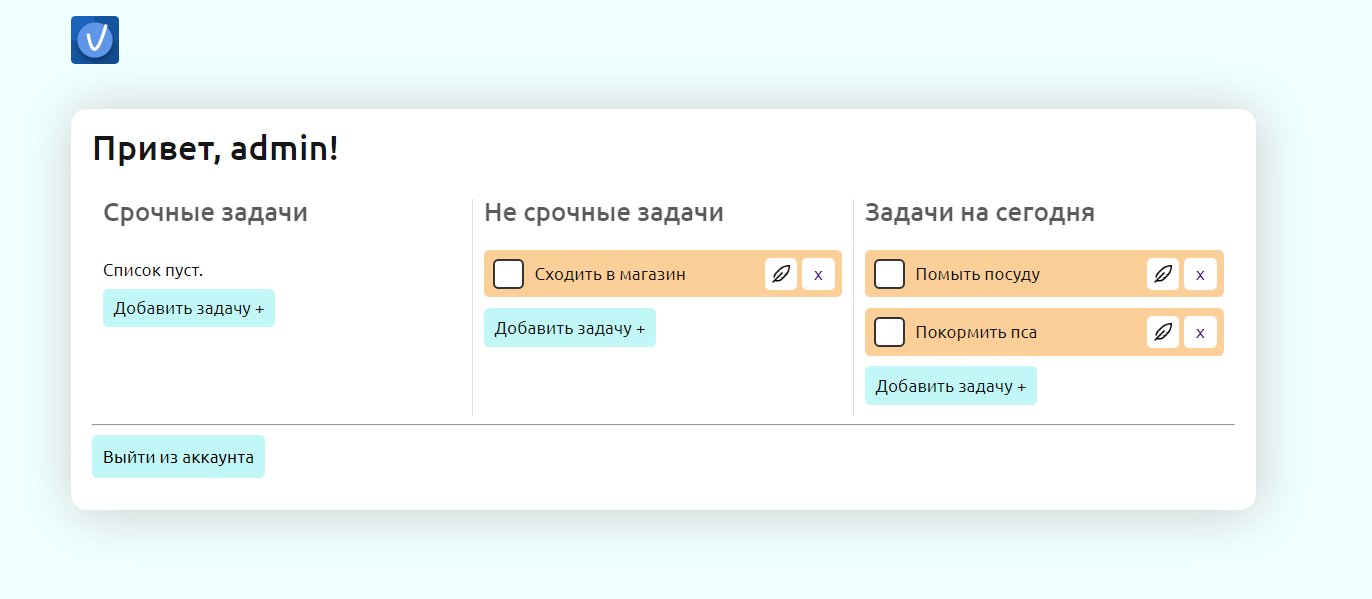 Привет, admin!
Срочные задачи
Список пуст.
Добавить задачу +
Не срочные задачи
Сходить в магазин x
Добавить задачу +
Задачи на сегодня
Помыть посуду x
Покормить пса x
Добавить задачу +
Выйти из аккаунта